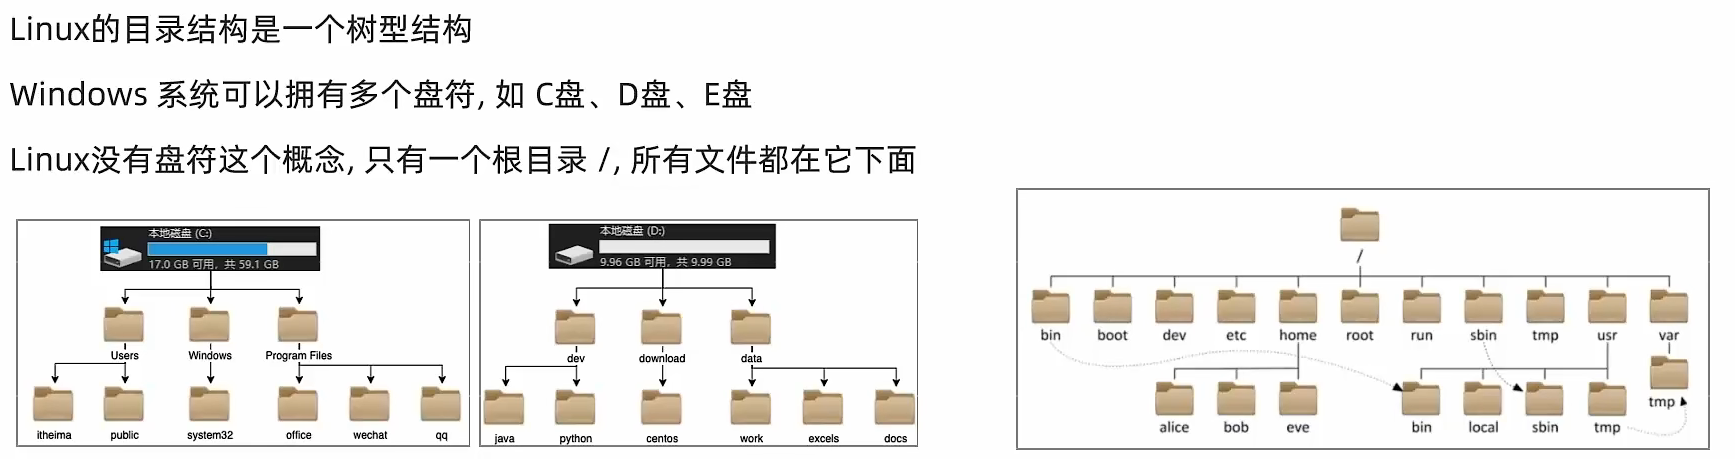 Linux的目录结构是一个树型结构
Windows 系统可以拥有多个盘符, 如 C盘、D盘、E盘
Linux没有盘符这个概念, 只有一个根目录 /, 所有文件都在它下面
本地磁盘 (C:)
17.0 GB 可用，共 59.1 GB
Users Windows Program Files
itheima public system32 office wechat qq
本地磁盘 (D:)
9.96 GB 可用，共 9.99 GB
dev download data
java python centos work excels docs
/
bin boot dev etc home root run sbin tmp usr var
tmp
alice bob eve bin local sbin tmp